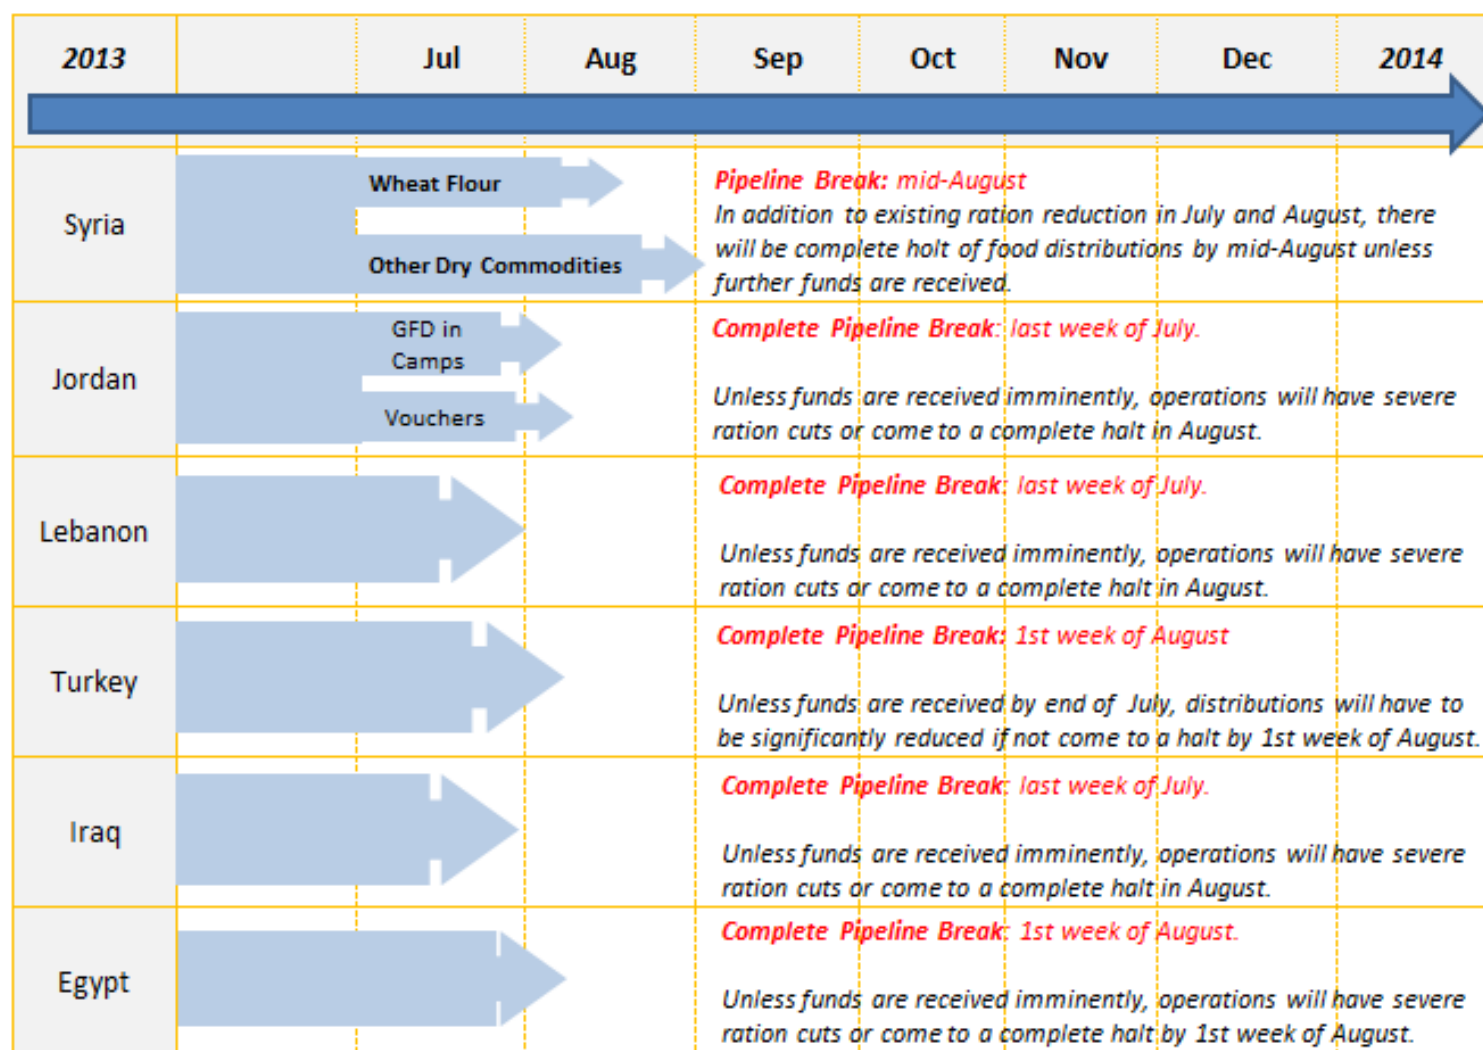 2013 Jul Aug Sep Oct Nov Dec 2014
Syria
Wheat Flour
Other Dry Commodities
Pipeline Break: mid-August
In addition to existing ration reduction in July and August, there
will be complete holt of food distributions by mid-August unless
further funds are received.
Jordan
GFD in
Camps
Vouchers
Complete Pipeline Break: last week of July.
Unless funds are received imminently, operations will have severe
ration cuts or come to a complete halt in August.
Lebanon
Complete Pipeline Break: last week of July.
Unless funds are received imminently, operations will have severe
ration cuts or come to a complete halt in August.
Turkey
Complete Pipeline Break: 1st week of August
Unless funds are received by end of July, distributions will have to
be significantly reduced if not come to a halt by 1st week of August.
Iraq
Complete Pipeline Break: last week of July.
Unless funds are received imminently, operations will have severe
ration cuts or come to a complete halt in August.
Egypt
Complete Pipeline Break: 1st week of August.
Unless funds are received imminently, operations will have severe
ration cuts or come to a complete halt by 1st week of August.